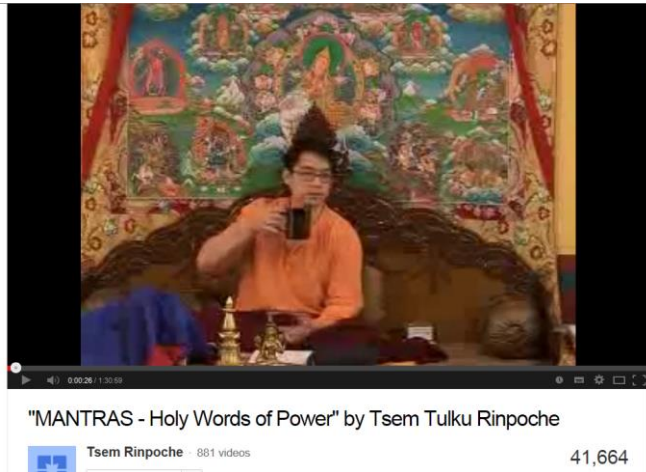 0:00:26 / 1:30:59
"MANTRAS - Holy Words of Power" by Tsem Tulku Rinpoche
Tsem Rinpoche · 881 videos
41,664